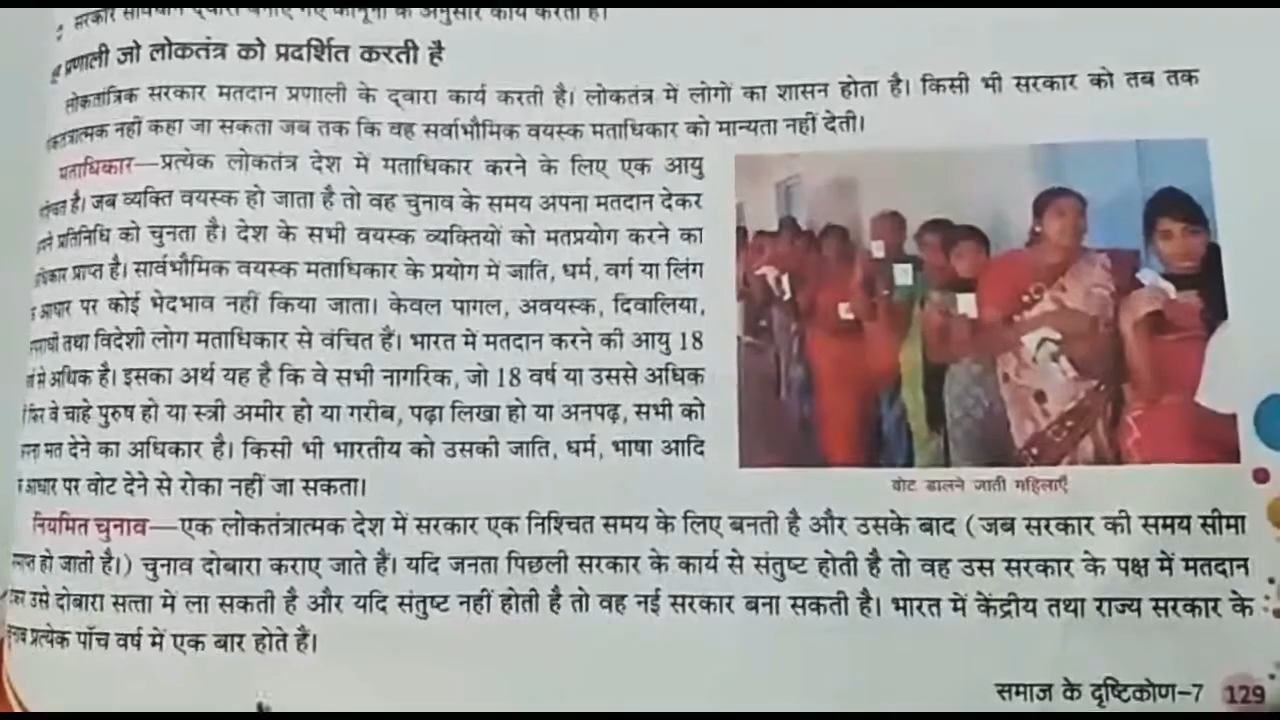 सरकार संविधान द्वारा बनाए गए कानूनों के अनुसार कार्य करती है।
प्रणाली जो लोकतंत्र को प्रदर्शित करती है
लोकतांत्रिक सरकार मतदान प्रणाली के द्वारा कार्य करती है। लोकतंत्र में लोगों का शासन होता है। किसी भी सरकार को तब तक
नहीं कहा जा सकता जब तक कि वह सर्वाभौमिक वयस्क मताधिकार को मान्यता नहीं देती।
मताधिकार—प्रत्येक लोकतंत्र देश में मताधिकार करने के लिए एक आयु
है। जब व्यक्ति वयस्क हो जाता है तो वह चुनाव के समय अपना मतदान देकर
प्रतिनिधि को चुनता है। देश के सभी वयस्क व्यक्तियों को मतप्रयोग करने का
प्राप्त है। सार्वभौमिक वयस्क मताधिकार के प्रयोग में जाति, धर्म, वर्ग या लिंग
आधार पर कोई भेदभाव नहीं किया जाता। केवल पागल, अवयस्क, दिवालिया,
तथा विदेशी लोग मताधिकार से वंचित हैं। भारत में मतदान करने की आयु 18
से अधिक है। इसका अर्थ यह है कि वे सभी नागरिक, जो 18 वर्ष या उससे अधिक
फिर वे चाहे पुरुष हो या स्त्री अमीर हो या गरीब, पढ़ा लिखा हो या अनपढ़, सभी को
मत देने का अधिकार है। किसी भी भारतीय को उसकी जाति, धर्म, भाषा आदि
आधार पर वोट देने से रोका नहीं जा सकता।
वोट डालने जाती महिलाएँ
नियमित चुनाव—एक लोकतंत्रात्मक देश में सरकार एक निश्चित समय के लिए बनती है और उसके बाद (जब सरकार की समय सीमा
हो जाती है।) चुनाव दोबारा कराए जाते हैं। यदि जनता पिछली सरकार के कार्य से संतुष्ट होती है तो वह उस सरकार के पक्ष में मतदान
उसे दोबारा सत्ता में ला सकती है और यदि संतुष्ट नहीं होती है तो वह नई सरकार बना सकती है। भारत में केंद्रीय तथा राज्य सरकार के
प्रत्येक पाँच वर्ष में एक बार होते हैं।
समाज के दृष्टिकोण–7 129